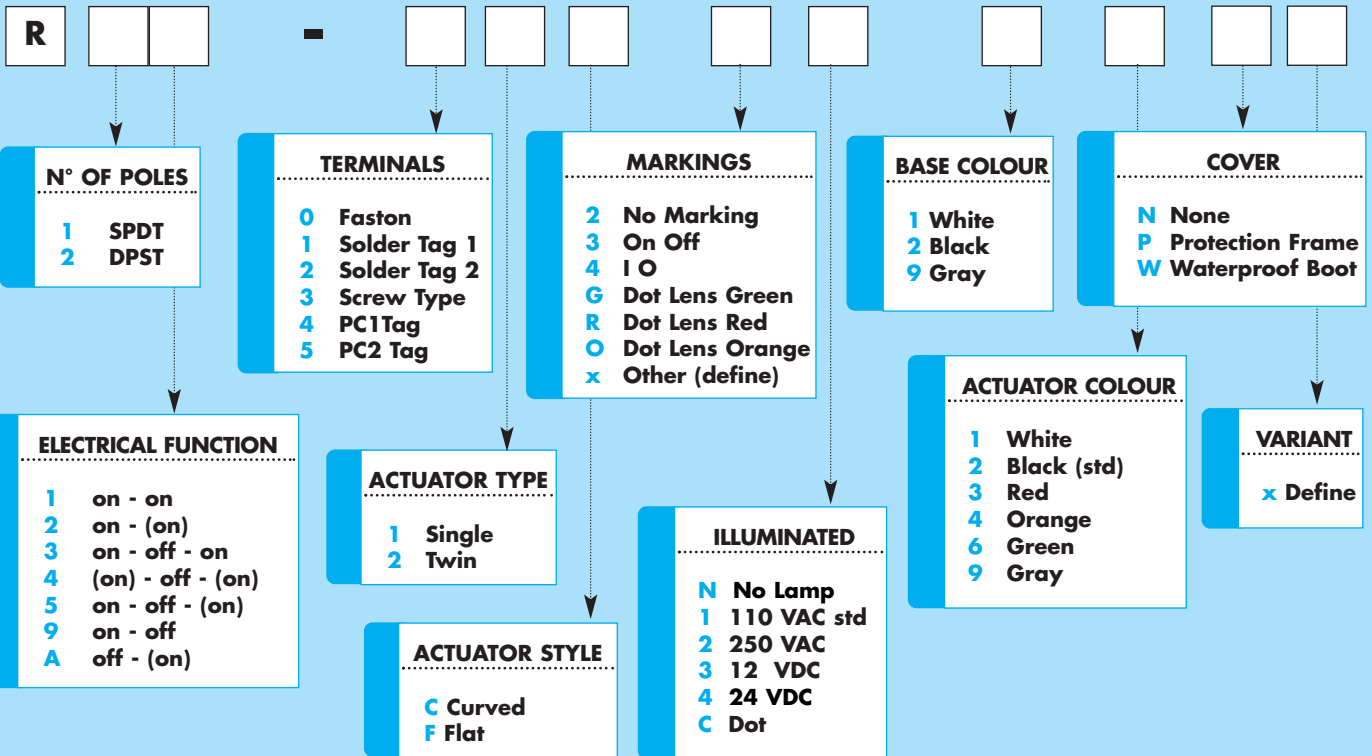 R -
N° OF POLES
1 SPDT
2 DPST
TERMINALS
0 Faston
1 Solder Tag 1
2 Solder Tag 2
3 Screw Type
4 PC1Tag
5 PC2 Tag
MARKINGS
2 No Marking
3 On Off
4 I O
G Dot Lens Green
R Dot Lens Red
O Dot Lens Orange
x Other (define)
BASE COLOUR
1 White
2 Black
9 Gray
COVER
N None
P Protection Frame
W Waterproof Boot
ELECTRICAL FUNCTION
1 on - on
2 on - (on)
3 on - off - on
4 (on) - off - (on)
5 on - off - (on)
9 on - off
A off - (on)
ACTUATOR TYPE
1 Single
2 Twin
ACTUATOR STYLE
C Curved
F Flat
ILLUMINATED
N No Lamp
1 110 VAC std
2 250 VAC
3 12 VDC
4 24 VDC
C Dot
ACTUATOR COLOUR
1 White
2 Black (std)
3 Red
4 Orange
6 Green
9 Gray
VARIANT
x Define